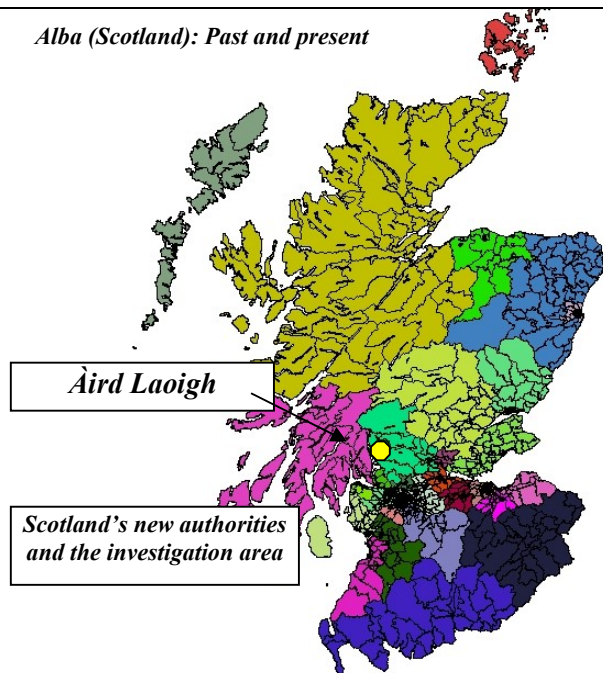 Alba (Scotland): Past and present
Àird Laoigh
Scotland’s new authorities
and the investigation area